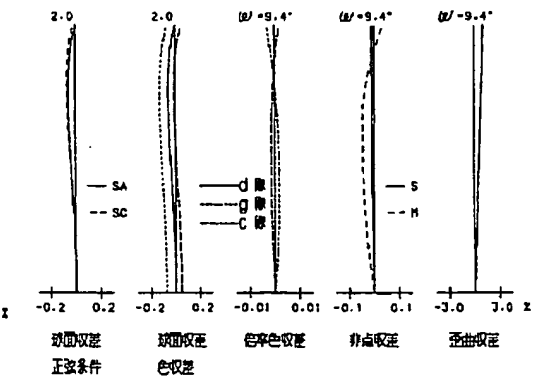 2.0 2.0 ω=9.4° ω=9.4° ω=9.4°
SA
SC
d 線
g 線
C 線
S
M
-0.2 0.2 -0.2 0.2 -0.01 0.01 -0.1 0.1 -3.0 3.0 %
球面収差 球面収差 倍率色収差 非点収差 歪曲収差
正弦条件 色収差